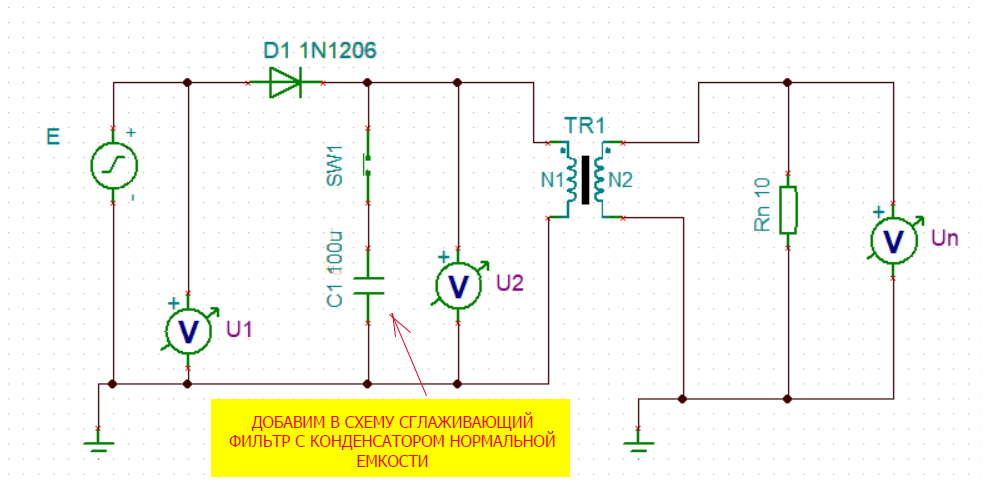 D1 1N1206
E
+
-
SW1
C1 100u
+
V
U1
+
V
U2
TR1
N1
N2
Rn 10
+
V
Un
ДОБАВИМ В СХЕМУ СГЛАЖИВАЮЩИЙ
ФИЛЬТР С КОНДЕНСАТОРОМ НОРМАЛЬНОЙ
ЕМКОСТИ